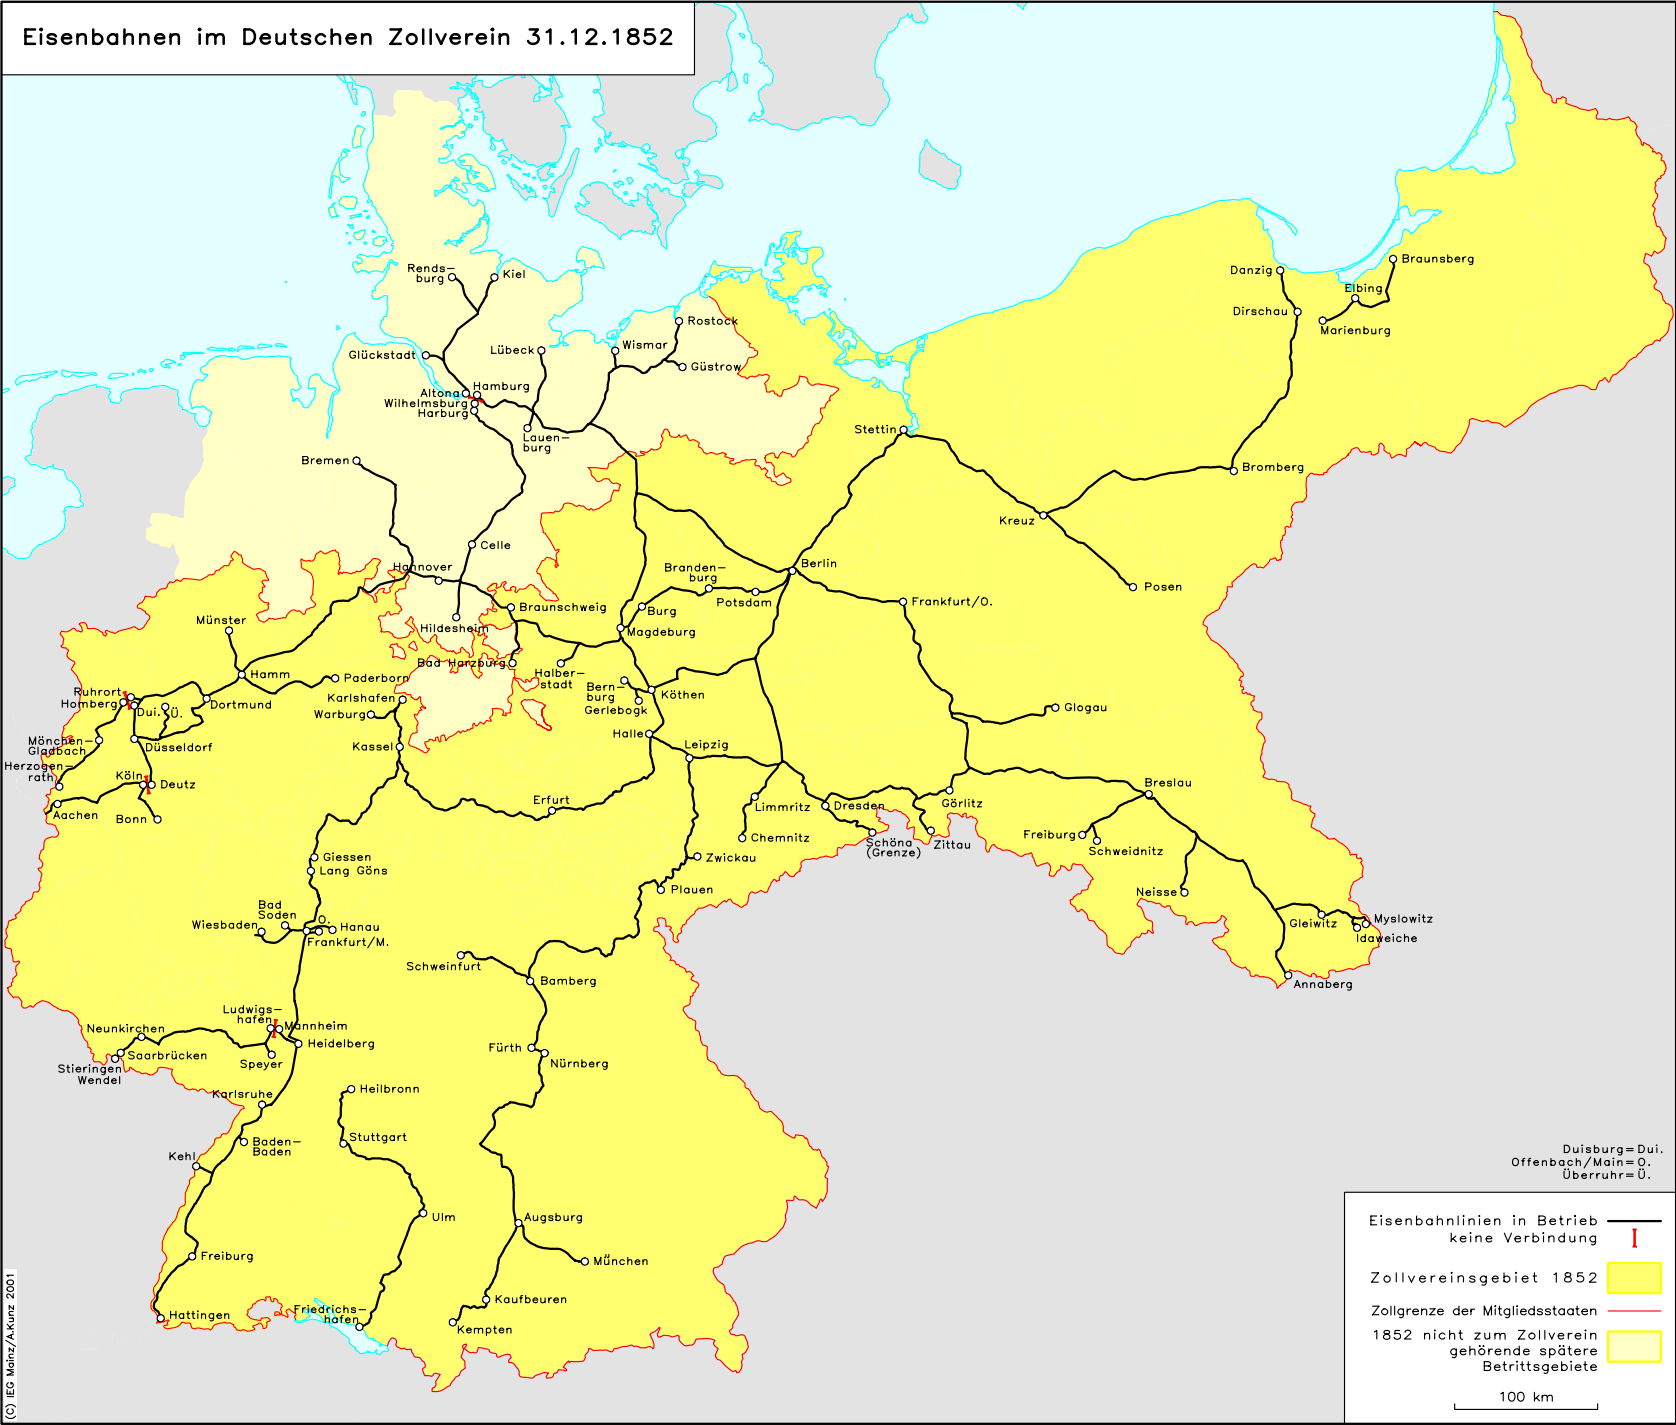 Eisenbahnen im Deutschen Zollverein 31.12.1852
Rends-
burg
Kiel
Glückstadt
Lübeck
Wismar
Rostock
Güstrow
Altona
Hamburg
Wilhelmsburg
Harburg
Lauen-
burg
Bremen
Celle
Hannover
Hildesheim
Braunschweig
Bad Harzburg
Danzig
Dirschau
Elbing
Braunsberg
Marienburg
Stettin
Bromberg
Kreuz
Posen
Berlin
Branden-
burg
Potsdam
Burg
Magdeburg
Frankfurt/O.
Halber-
stadt
Bern-
burg
Gerlebogk
Köthen
Halle
Leipzig
Glogau
Münster
Hamm
Paderborn
Karlshafen
Warburg
Kassel
Ruhrort
Homberg
Dui.
Ü.
Dortmund
Mönchen-
Gladbach
Düsseldorf
Herzogen-
rath
Köln
Deutz
Aachen
Bonn
Erfurt
Limmritz
Chemnitz
Dresden
Görlitz
Schöna
(Grenze)
Zittau
Breslau
Freiburg
Schweidnitz
Neisse
Gleiwitz
Myslowitz
Idaweiche
Annaberg
Zwickau
Plauen
Giessen
Lang Göns
Bad
Soden
Wiesbaden
O.
Hanau
Frankfurt/M.
Schweinfurt
Bamberg
Ludwigs-
hafen
Mannheim
Neunkirchen
Saarbrücken
Stieringen
Wendel
Speyer
Heidelberg
Fürth
Nürnberg
Karlsruhe
Heilbronn
Baden-
Baden
Stuttgart
Kehl
Ulm
Augsburg
München
Freiburg
Kaufbeuren
Hattingen
Friedrichs-
hafen
Kempten
Duisburg=Dui.
Offenbach/Main=O.
Überruhr=Ü.
Eisenbahnlinien in Betrieb
keine Verbindung
Zollvereinsgebiet 1852
Zollgrenze der Mitgliedsstaaten
1852 nicht zum Zollverein
gehörende spätere
Betrittsgebiete
100 km
(C) IEG Mainz/A.Kunz 2001